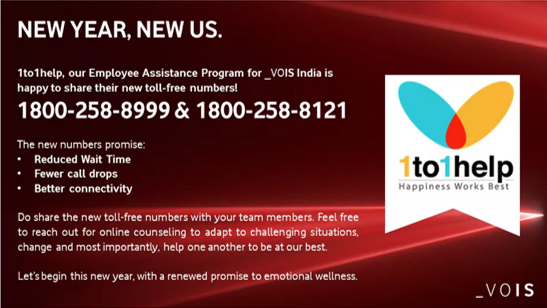 NEW YEAR, NEW US.
1to1help, our Employee Assistance Program for _VOIS India is
happy to share their new toll-free numbers!
1800-258-8999 & 1800-258-8121
The new numbers promise:
• Reduced Wait Time
• Fewer call drops
• Better connectivity
Do share the new toll-free numbers with your team members. Feel free
to reach out for online counseling to adapt to challenging situations,
change and most importantly, help one another to be at our best.
Let's begin this new year, with a renewed promise to emotional wellness.
1to1help
Happiness Works Best
_VOIS